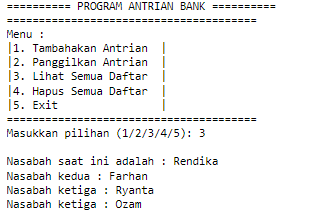 ========== PROGRAM ANTRIAN BANK ==========
=======================================
Menu :
|1. Tambahakan Antrian  |
|2. Panggilkan Antrian  |
|3. Lihat Semua Daftar  |
|4. Hapus Semua Daftar  |
|5. Exit                |
=======================================
Masukkan pilihan (1/2/3/4/5): 3
Nasabah saat ini adalah : Rendika
Nasabah kedua : Farhan
Nasabah ketiga : Ryanta
Nasabah ketiga : Ozam